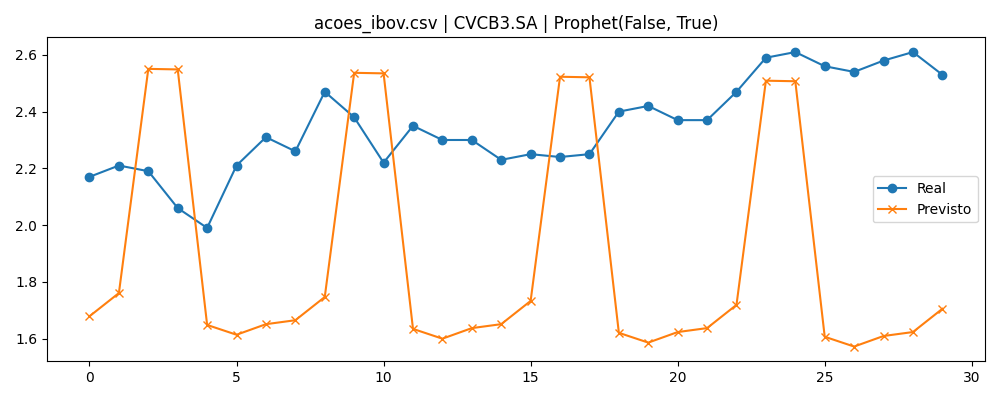 acoes_ibov.csv | CVCB3.SA | Prophet(False, True)
2.6
2.4
2.2
2.0
1.8
1.6
Real
Previsto
0 5 10 15 20 25 30